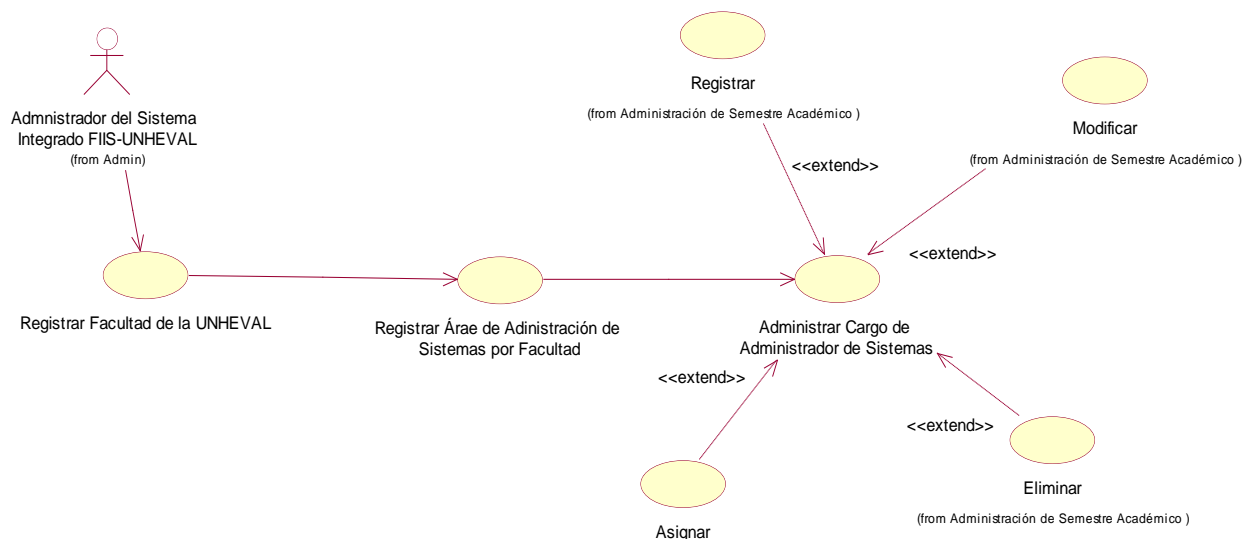 Admnistrador del Sistema
Integrado FIIS-UNHEVAL
(from Admin)
Registrar
(from Administración de Semestre Académico )
Modificar
(from Administración de Semestre Académico )
<<extend>>
<<extend>>
Registrar Facultad de la UNHEVAL
Registrar Árae de Adinistración de
Sistemas por Facultad
Administrar Cargo de
Administrador de Sistemas
<<extend>>
<<extend>>
Eliminar
(from Administración de Semestre Académico )
Asignar